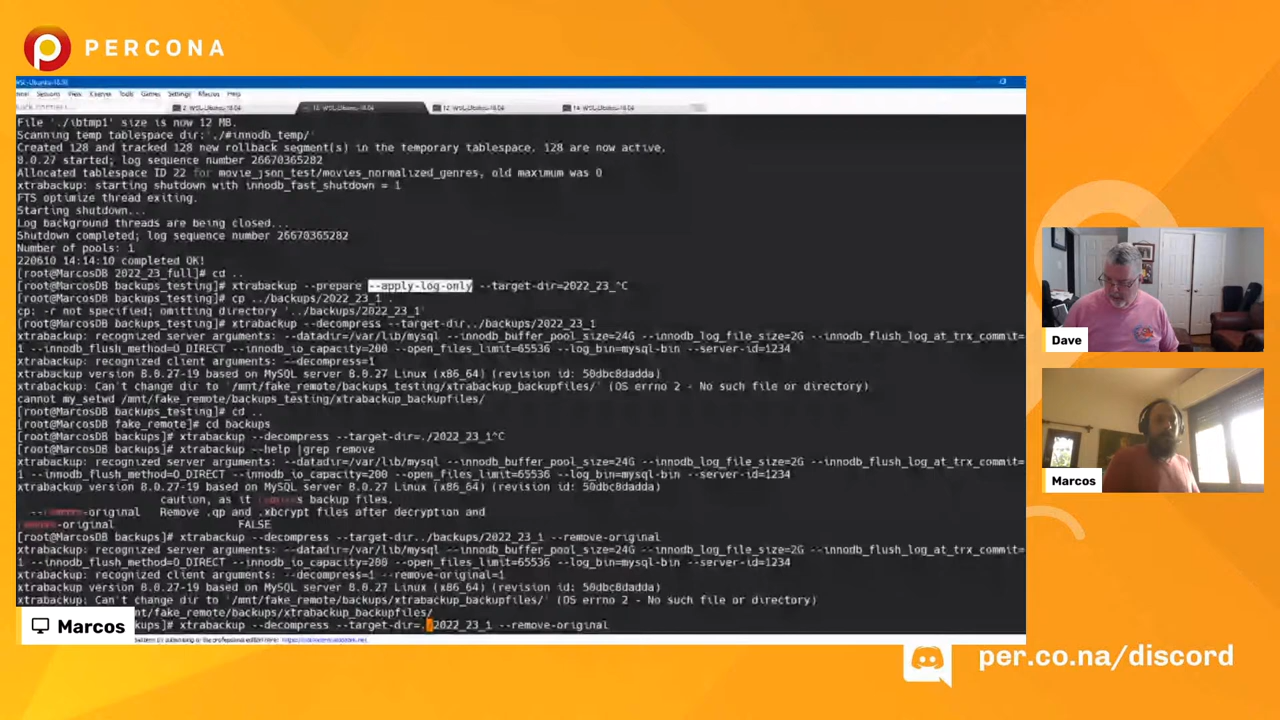 PERCONA
File './ibtmp1' size is now 12 MB.
Scanning temp tablespace dir:'./#innodb_temp/'
Created 128 and tracked 128 new rollback segment(s) in the temporary tablespace, 128 are now active.
8.0.27 started; log sequence number 26670365282
Allocated tablespace ID 22 for movie_json_test/movies_normalized_genres, old maximum was 0
xtrabackup: starting shutdown with innodb_fast_shutdown = 1
FTS optimize thread exiting.
Starting shutdown...
Log background threads are being closed...
Shutdown completed; log sequence number 26670365282
Number of pools: 1
220610 14:14:10 completed OK!
[root@MarcosDB 2022_23_full]# cd ..
[root@MarcosDB backups_testing]# xtrabackup --prepare --apply-log-only --target-dir=2022_23_^C
[root@MarcosDB backups_testing]# cp ../backups/2022_23_1 .
cp: -r not specified; omitting directory '../backups/2022_23_1'
[root@MarcosDB backups_testing]# xtrabackup --decompress --target-dir../backups/2022_23_1
xtrabackup: recognized server arguments: --datadir=/var/lib/mysql --innodb_buffer_pool_size=24G --innodb_log_file_size=2G --innodb_flush_log_at_trx_commit=
1 --innodb_flush_method=O_DIRECT --innodb_io_capacity=200 --open_files_limit=65536 --log_bin=mysql-bin --server-id=1234
xtrabackup: recognized client arguments: --decompress=1
xtrabackup version 8.0.27-19 based on MySQL server 8.0.27 Linux (x86_64) (revision id: 50dbc8dadda)
xtrabackup: Can't change dir to '/mnt/fake_remote/backups_testing/xtrabackup_backupfiles/' (OS errno 2 - No such file or directory)
cannot my_setwd /mnt/fake_remote/backups_testing/xtrabackup_backupfiles/
[root@MarcosDB backups_testing]# cd ..
[root@MarcosDB fake_remote]# cd backups
[root@MarcosDB backups]# xtrabackup --decompress --target-dir=./2022_23_1^C
[root@MarcosDB backups]# xtrabackup --help |grep remove
xtrabackup: recognized server arguments: --datadir=/var/lib/mysql --innodb_buffer_pool_size=24G --innodb_log_file_size=2G --innodb_flush_log_at_trx_commit=
1 --innodb_flush_method=O_DIRECT --innodb_io_capacity=200 --open_files_limit=65536 --log_bin=mysql-bin --server-id=1234
xtrabackup version 8.0.27-19 based on MySQL server 8.0.27 Linux (x86_64) (revision id: 50dbc8dadda)
caution, as it backup files.
-original Remove .qp and .xbcrypt files after decryption and
-original FALSE
[root@MarcosDB backups]# xtrabackup --decompress --target-dir../backups/2022_23_1 --remove-original
xtrabackup: recognized server arguments: --datadir=/var/lib/mysql --innodb_buffer_pool_size=24G --innodb_log_file_size=2G --innodb_flush_log_at_trx_commit=
1 --innodb_flush_method=O_DIRECT --innodb_io_capacity=200 --open_files_limit=65536 --log_bin=mysql-bin --server-id=1234
xtrabackup: recognized client arguments: --decompress=1 --remove-original=1
xtrabackup version 8.0.27-19 based on MySQL server 8.0.27 Linux (x86_64) (revision id: 50dbc8dadda)
xtrabackup: Can't change dir to '/mnt/fake_remote/backups/xtrabackup_backupfiles/' (OS errno 2 - No such file or directory)
nt/fake_remote/backups/xtrabackup_backupfiles/
ckups]# xtrabackup --decompress --target-dir=./2022_23_1 --remove-original
Dave
Marcos
Marcos
per.co.na/discord